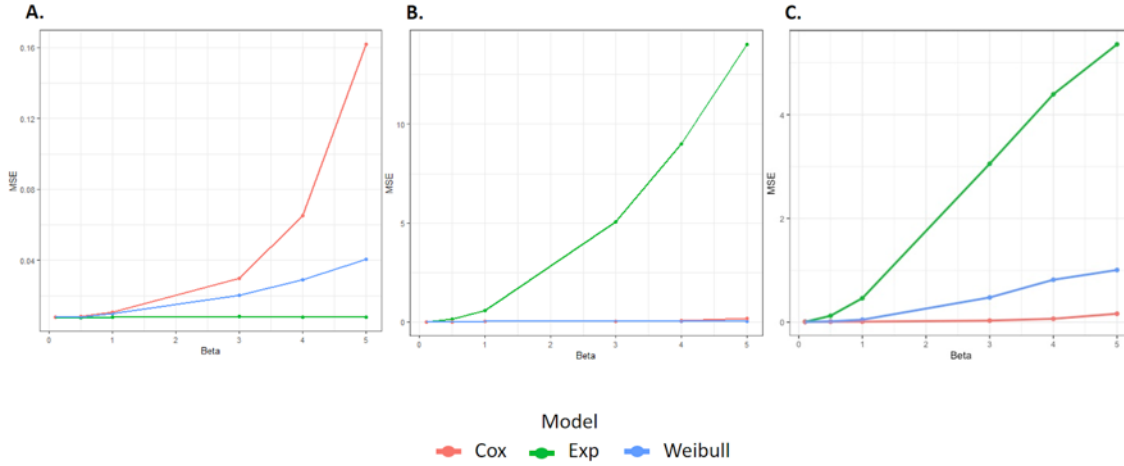 A.
0.16
0.12
0.08
0.04
MSE
0 1 2 3 4 5
Beta
B.
10
5
0
MSE
0 1 2 3 4 5
Beta
C.
4
2
0
MSE
0 1 2 3 4 5
Beta
Model
Cox Exp Weibull